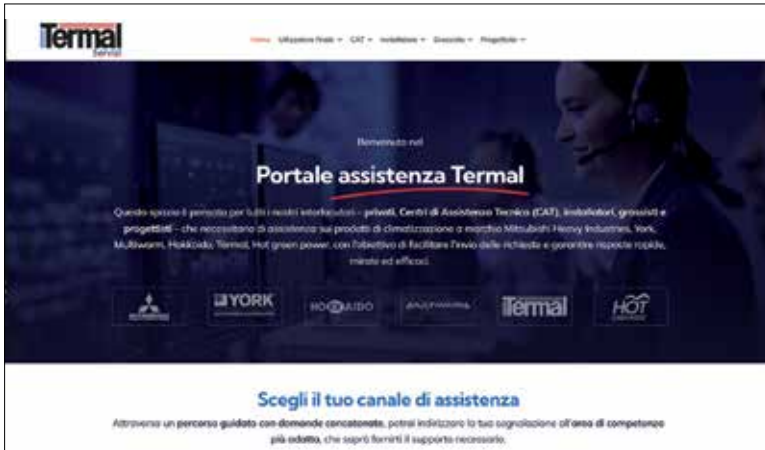 Termal
Servizi
Home Utilizzatore finale CAT Installatore Grossista Progettista
Benvenuto nel
Portale assistenza Termal
Questo spazio è pensato per tutti i nostri interlocutori – privati, Centri di Assistenza Tecnica (CAT), installatori, grossisti e
progettisti – che necessitano di assistenza sui prodotti di climatizzazione a marchio Mitsubishi Heavy Industries, York,
Multiwarm, Hokkaido, Termal, Hot green power, con l'obiettivo di facilitare l'invio delle richieste e garantire risposte rapide,
mirate ed efficaci.
YORK HOKKAIDO MULTIWARM Termal HOT
Scegli il tuo canale di assistenza
Attraverso un percorso guidato con domande concatenate, potrai indirizzare la tua segnalazione all'area di competenza
più adatta, che saprà fornirti il supporto necessario.